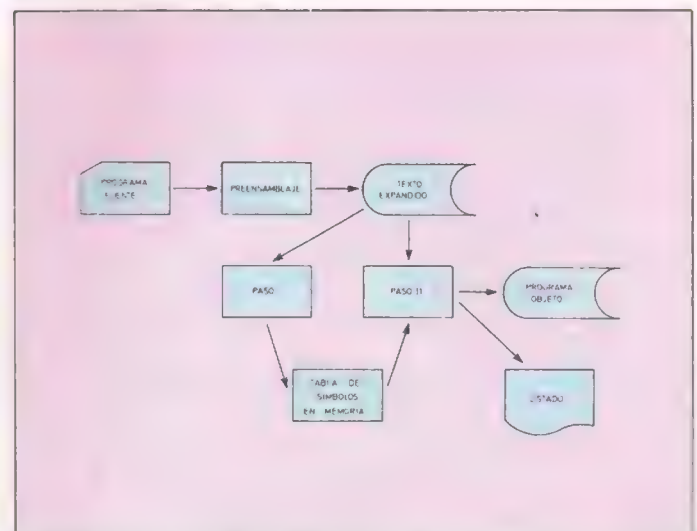 PROGRAMA
FUENTE
PREENSAMBLAJE
TEXTO
EXPANDIDO
PASO
PASO II
PROGRAMA
OBJETO
TABLA DE
SIMBOLOS
EN MEMORIA
LISTADO